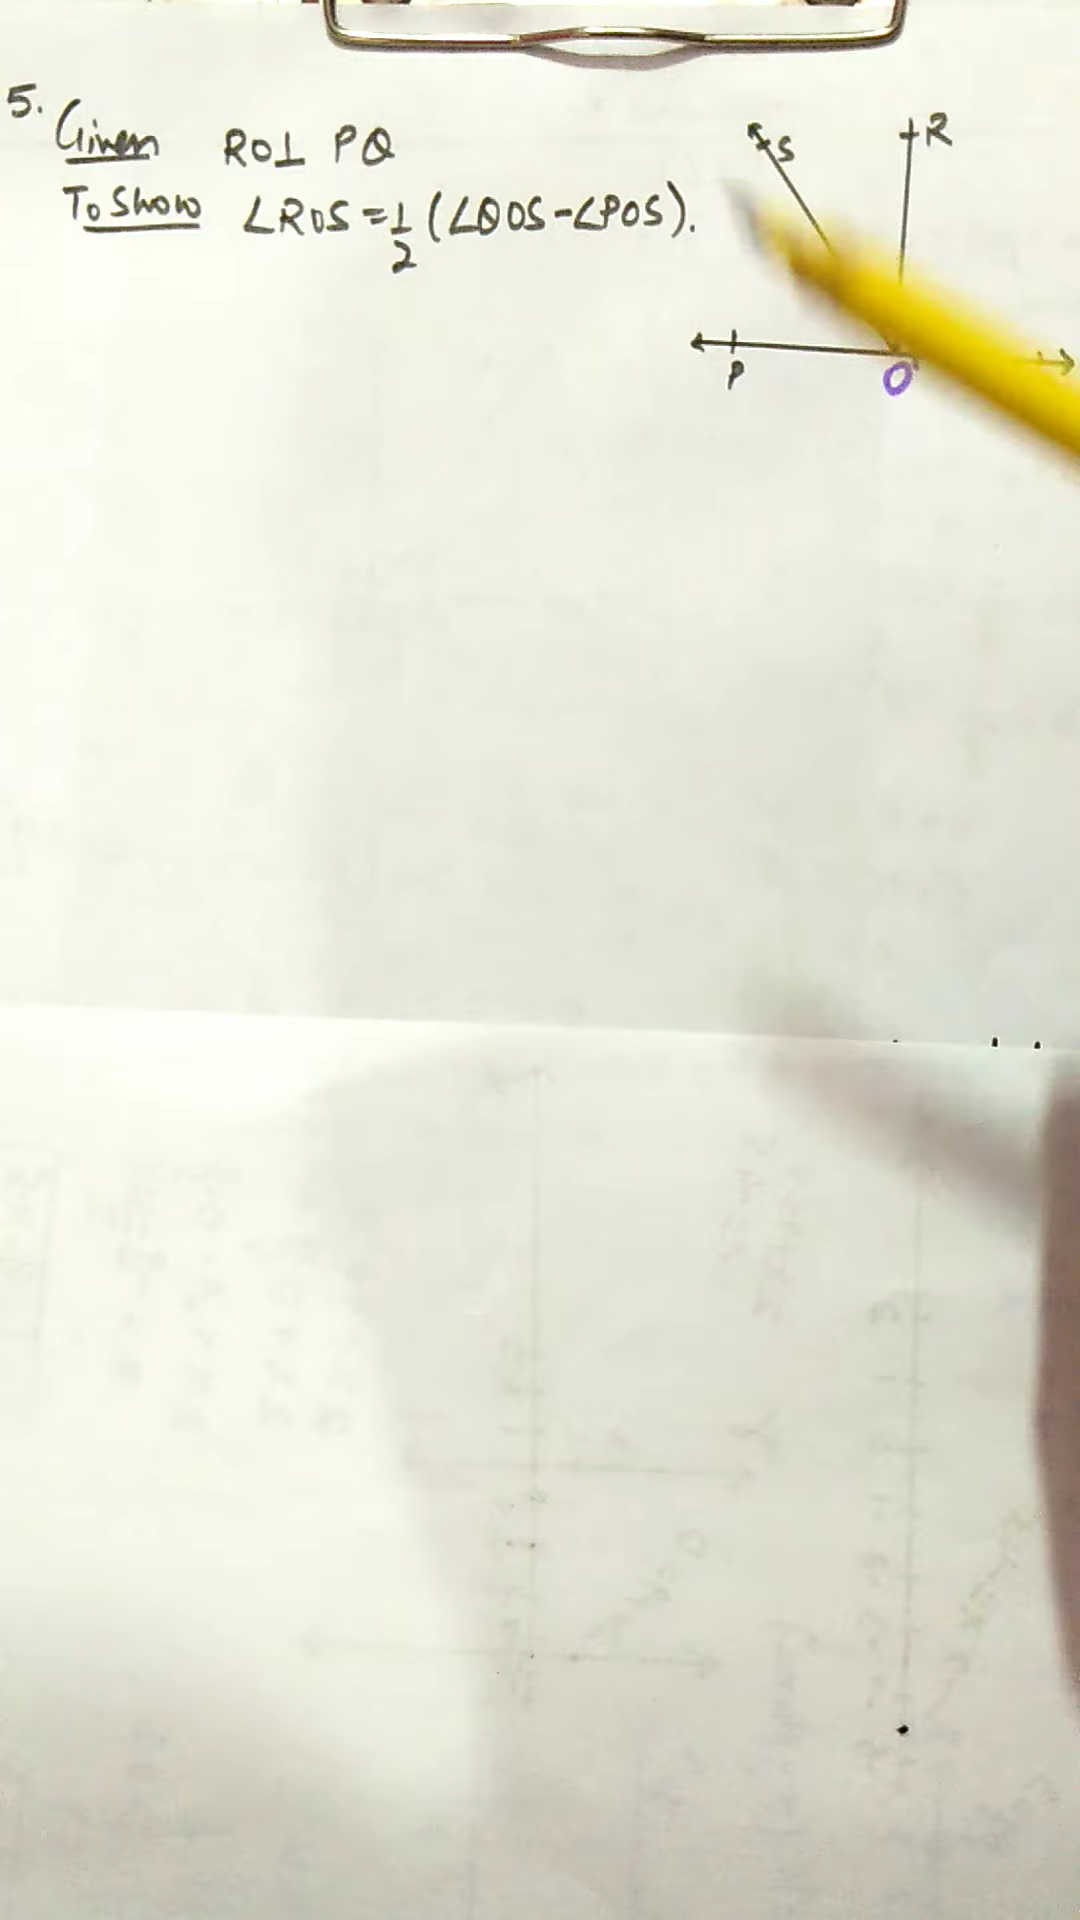 5.
Given RO⊥ PQ
To Show ∠ROS = 1/2 (∠QOS - ∠POS).
S
R
P
O